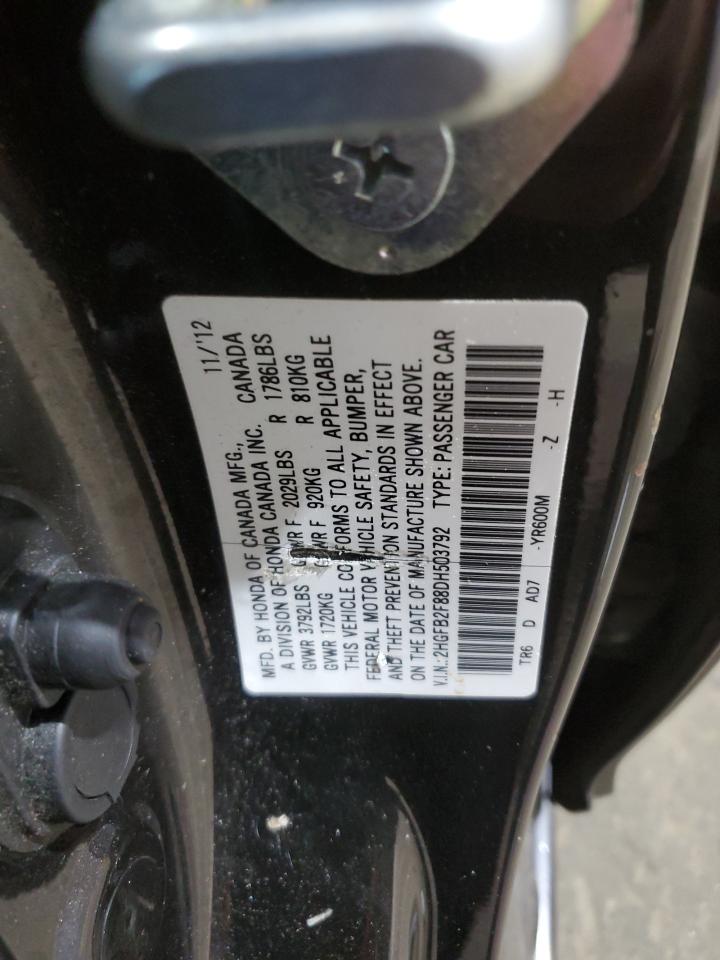 MFD. BY HONDA OF CANADA MFG., 11/'12
A DIVISION OF HONDA CANADA INC. CANADA
GVWR 3792LBS GAWR F 2029LBS R 1786LBS
GVWR 1720KG GAWR F 920KG R 810KG
THIS VEHICLE CONFORMS TO ALL APPLICABLE
FEDERAL MOTOR VEHICLE SAFETY, BUMPER,
AND THEFT PREVENTION STANDARDS IN EFFECT
ON THE DATE OF MANUFACTURE SHOWN ABOVE.
V.I.N.:2HGFB2F88DH503792 TYPE: PASSENGER CAR
TR6 D AD7 -YR600M -Z -H